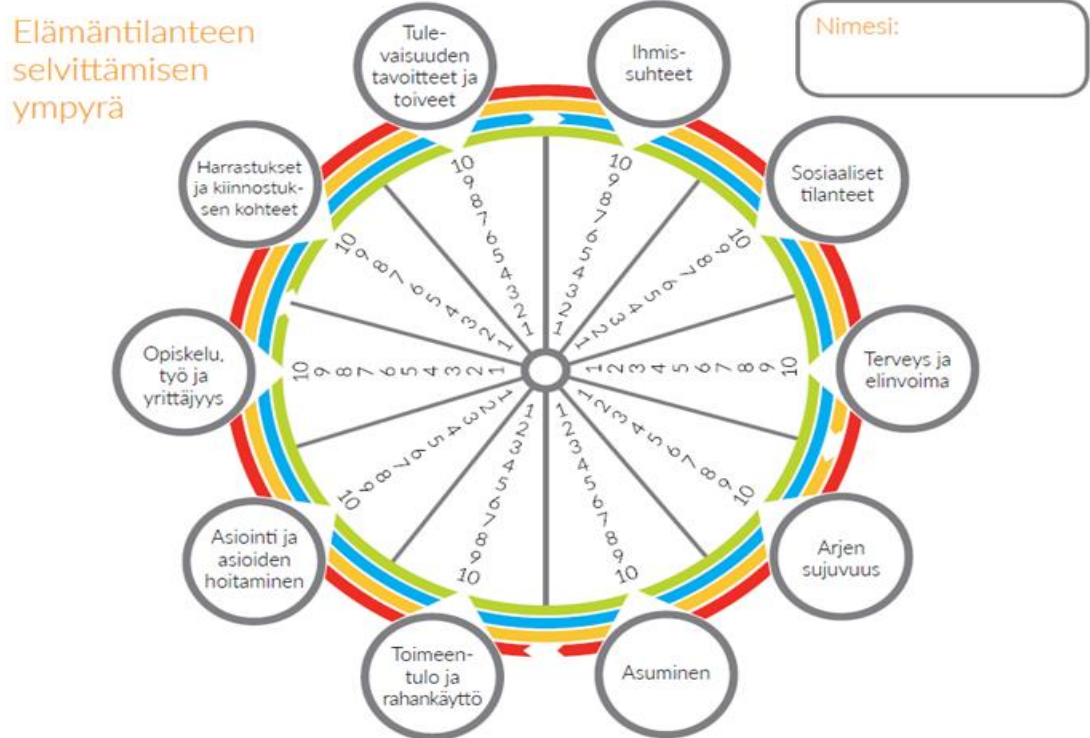 Elämäntilanteen
selvittämisen
ympyrä
Nimesi:
Tule-
vaisuuden
tavoitteet ja
toiveet
10
9
8
7
6
5
4
3
2
1
Ihmis-
suhteet
10
9
8
7
6
5
4
3
2
1
Sosiaaliset
tilanteet
10
9
8
7
6
5
4
3
2
1
Terveys ja
elinvoima
1 2 3 4 5 6 7 8 9 10
Arjen
sujuvuus
1
2
3
4
5
6
7
8
9
10
Asuminen
1
2
3
4
5
6
7
8
9
10
Toimeen-
tulo ja
rahankäyttö
1
2
3
4
5
6
7
8
9
10
Asiointi ja
asioiden
hoitaminen
1
2
3
4
5
6
7
8
9
10
Opiskelu,
työ ja
yrittäjyys
10 9 8 7 6 5 4 3 2 1
Harrastukset
ja kiinnostuk-
sen kohteet
10
9
8
7
6
5
4
3
2
1